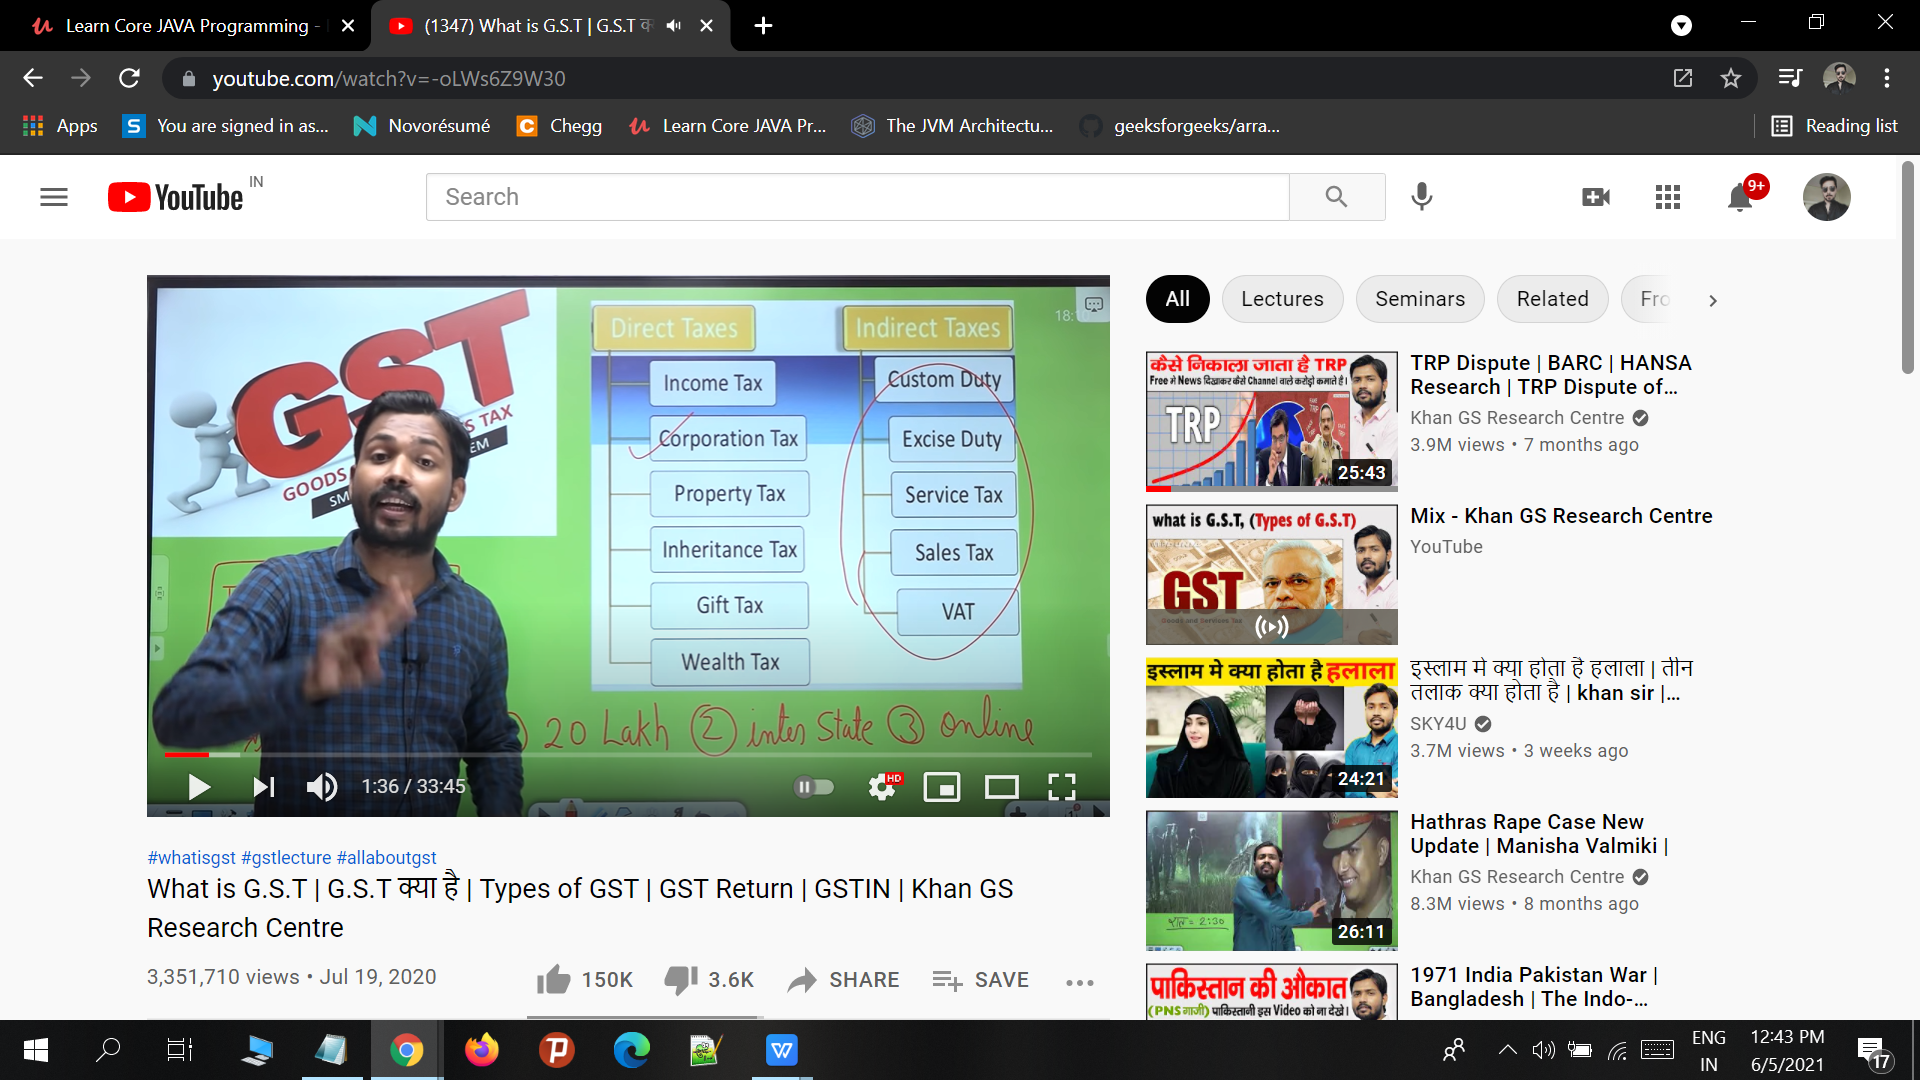 Learn Core JAVA Programming -
(1347) What is G.S.T | G.S.T क
youtube.com/watch?v=-oLWs6Z9W30
Apps
You are signed in as...
Novorésumé
Chegg
Learn Core JAVA Pr...
The JVM Architectu...
geeksforgeeks/arra...
Reading list
YouTube IN
Search
9+
GST
GOODS
S TAX
SM
EM
18:10
Direct Taxes
Income Tax
Corporation Tax
Property Tax
Inheritance Tax
Gift Tax
Wealth Tax
Indirect Taxes
Custom Duty
Excise Duty
Service Tax
Sales Tax
VAT
20 Lakh ② inter State ③ online
1:36 / 33:45
HD
#whatisgst #gstlecture #allaboutgst
What is G.S.T | G.S.T क्या है | Types of GST | GST Return | GSTIN | Khan GS
Research Centre
3,351,710 views • Jul 19, 2020
150K
3.6K
SHARE
SAVE
All
Lectures
Seminars
Related
Fro
कैसे निकाला जाता है TRP
Free मे News दिखाकर कैसे Channel वाले करोड़ो कमाते है।
TRP
25:43
TRP Dispute | BARC | HANSA
Research | TRP Dispute of...
Khan GS Research Centre
3.9M views • 7 months ago
what is G.S.T, (Types of G.S.T)
GST
Goods and Services Tax
Mix - Khan GS Research Centre
YouTube
इस्लाम मे क्या होता है हलाला
24:21
इस्लाम मे क्या होता है हलाला | तीन
तलाक क्या होता है | khan sir |...
SKY4U
3.7M views • 3 weeks ago
26:11
Hathras Rape Case New
Update | Manisha Valmiki |
Khan GS Research Centre
8.3M views • 8 months ago
पाकिस्तान की औकात
(PNS गाजी) पाकिस्तानी इस Video को ना देखे।
1971 India Pakistan War |
Bangladesh | The Indo-...
ENG
IN
12:43 PM
6/5/2021
17